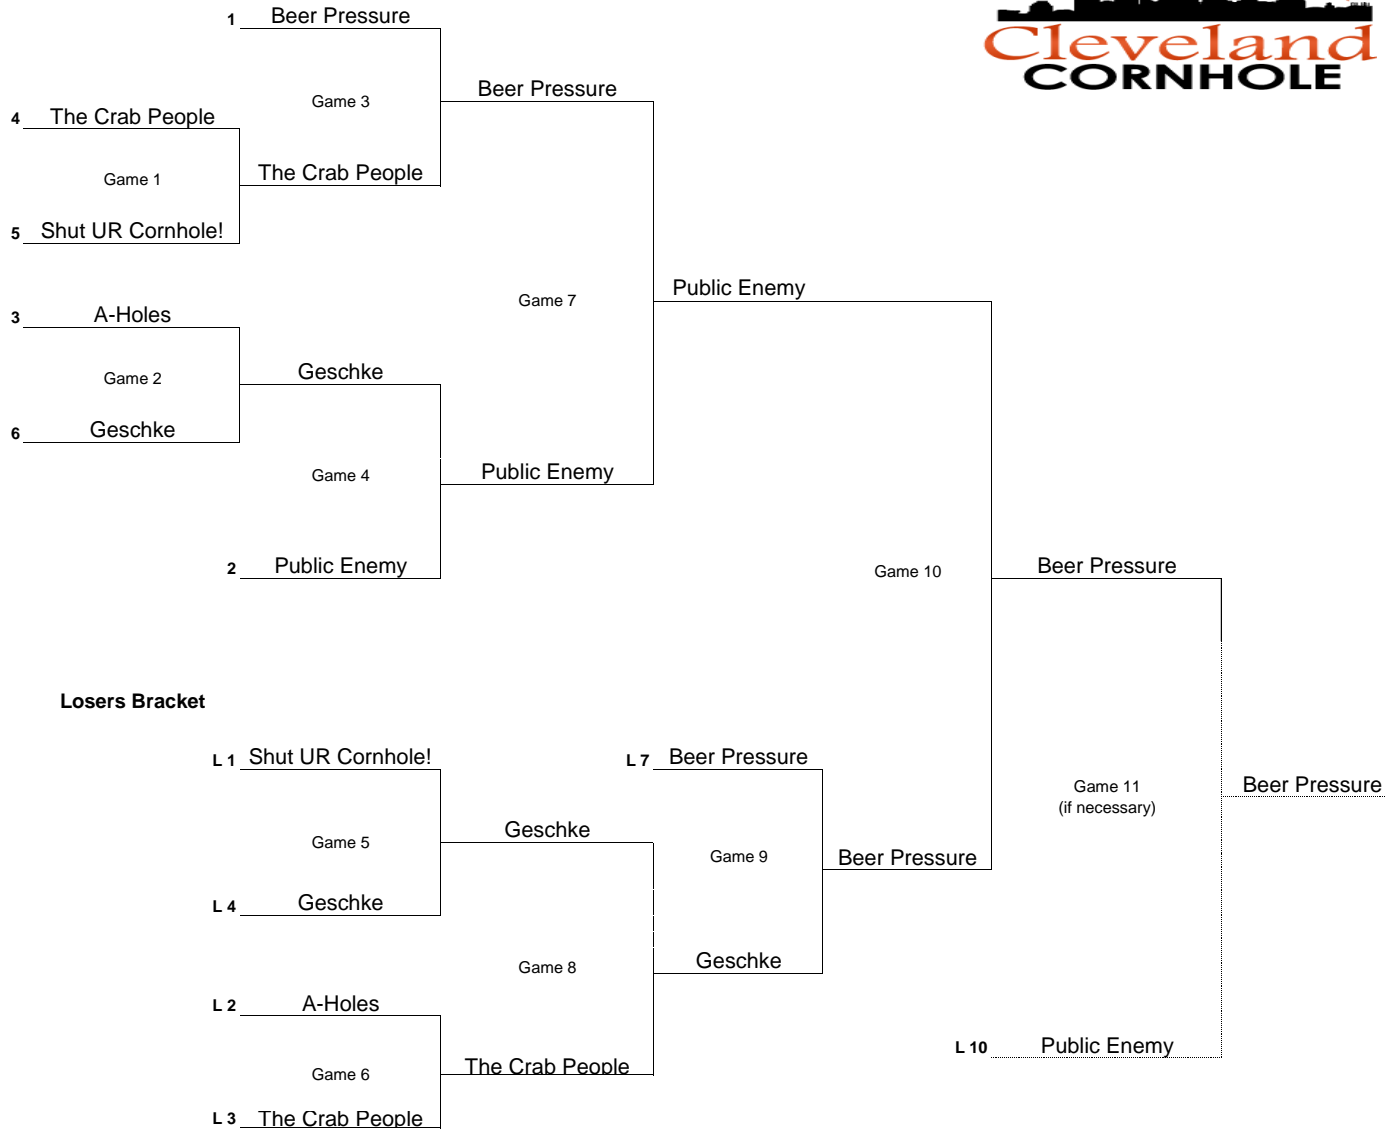 Cleveland
CORNHOLE
1 Beer Pressure
Game 3
Beer Pressure
4 The Crab People
Game 1
The Crab People
5 Shut UR Cornhole!
3 A-Holes
Game 7
Public Enemy
Game 2
Geschke
6 Geschke
Game 4
Public Enemy
2 Public Enemy
Game 10
Beer Pressure
Losers Bracket
L 1 Shut UR Cornhole!
L 7 Beer Pressure
Game 11
(if necessary)
Beer Pressure
Game 5
Geschke
Game 9
Beer Pressure
L 4 Geschke
Game 8
Geschke
L 2 A-Holes
L 10 Public Enemy
Game 6
The Crab People
L 3 The Crab People